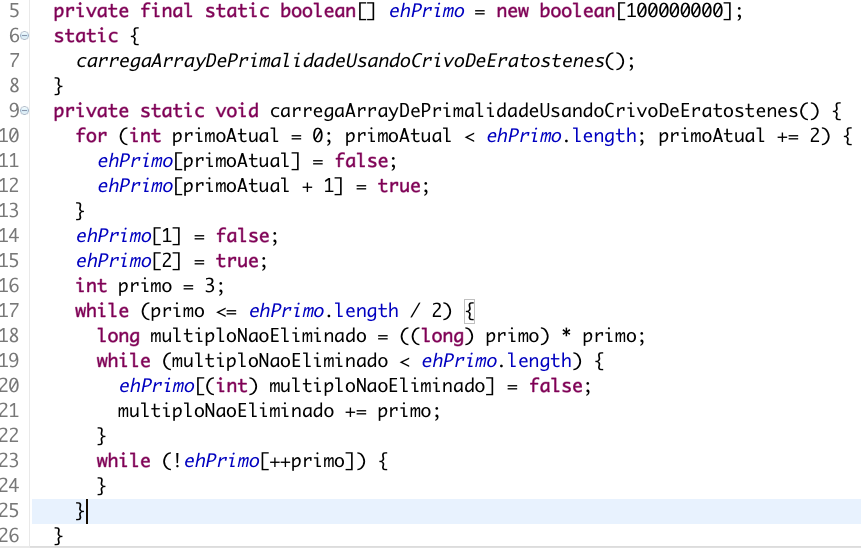 5 private final static boolean[] ehPrimo = new boolean[100000000];
6 static {
7 carregaArrayDePrimalidadeUsandoCrivoDeEratostenes();
8 }
9 private static void carregaArrayDePrimalidadeUsandoCrivoDeEratostenes() {
10 for (int primoAtual = 0; primoAtual < ehPrimo.length; primoAtual += 2) {
11 ehPrimo[primoAtual] = false;
12 ehPrimo[primoAtual + 1] = true;
13 }
14 ehPrimo[1] = false;
15 ehPrimo[2] = true;
16 int primo = 3;
17 while (primo <= ehPrimo.length / 2) {
18 long multiploNaoEliminado = ((long) primo) * primo;
19 while (multiploNaoEliminado < ehPrimo.length) {
20 ehPrimo[(int) multiploNaoEliminado] = false;
21 multiploNaoEliminado += primo;
22 }
23 while (!ehPrimo[++primo]) {
24 }
25 }
26 }